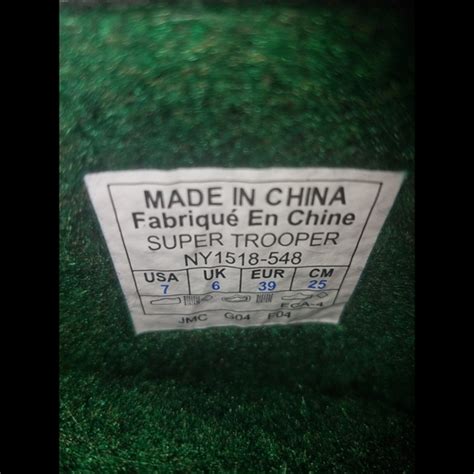 MADE IN CHINA
Fabriqué En Chine
SUPER TROOPER
NY1518-548
USA UK EUR CM
7 6 39 25
ECA-4
JMC G04 F04